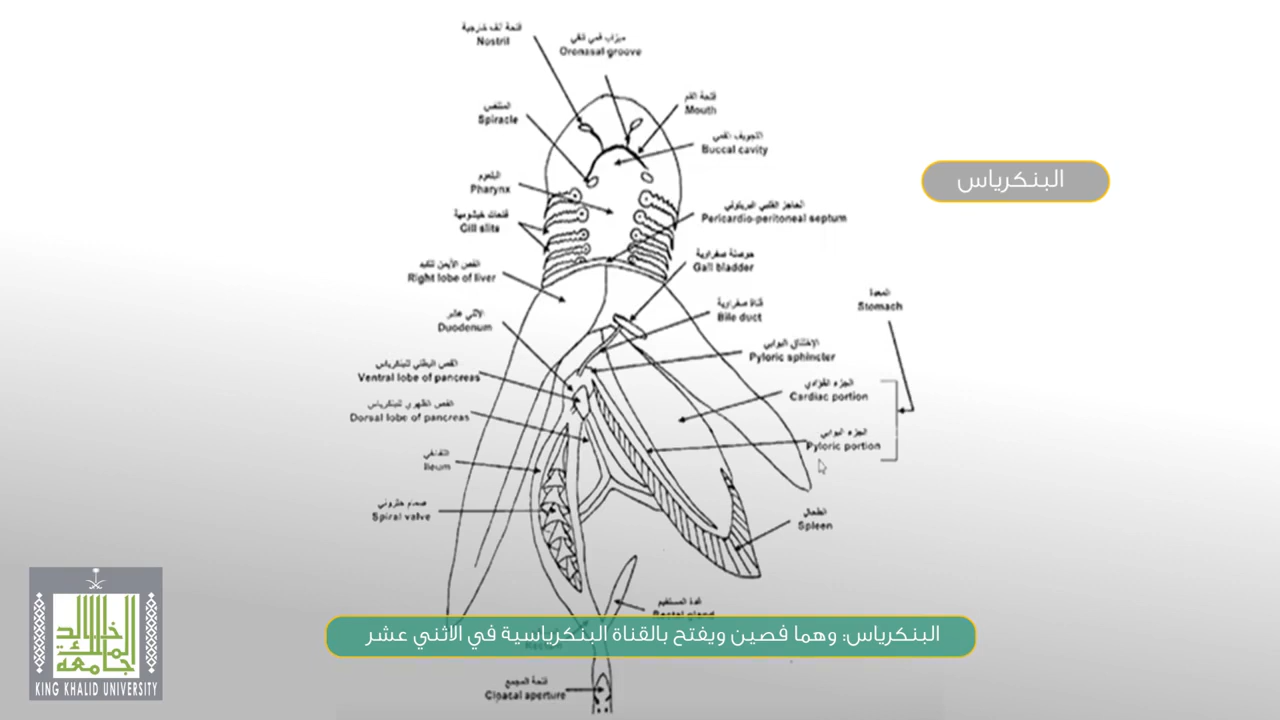 فتحة أنف خارجية
Nostril
ميزاب فمي أنفي
Oronasal groove
المتنفس
Spiracle
فتحة الفم
Mouth
التجويف الفمي
Buccal cavity
البلعوم
Pharynx
فتحات خيشومية
Gill slits
الحاجز القلبي البريتوني
Pericardio-peritoneal septum
الفص الأيمن للكبد
Right lobe of liver
حوصلة صفراوية
Gall bladder
الإثني عشر
Duodenum
قناة صفراوية
Bile duct
المعدة
Stomach
الفص البطني للبنكرياس
Ventral lobe of pancreas
الإختناق البوابي
Pyloric sphincter
الفص الظهري للبنكرياس
Dorsal lobe of pancreas
الجزء الفؤادي
Cardiac portion
الجزء البوابي
Pyloric portion
اللفائفي
Ileum
صمام حلزوني
Spiral valve
الطحال
Spleen
غدة المستقيم
Rectal gland
فتحة المجمع
Cloacal aperture
البنكرياس
البنكرياس: وهما فصين ويفتح بالقناة البنكرياسية في الاثني عشر
جامعة الملك خالد
KING KHALID UNIVERSITY